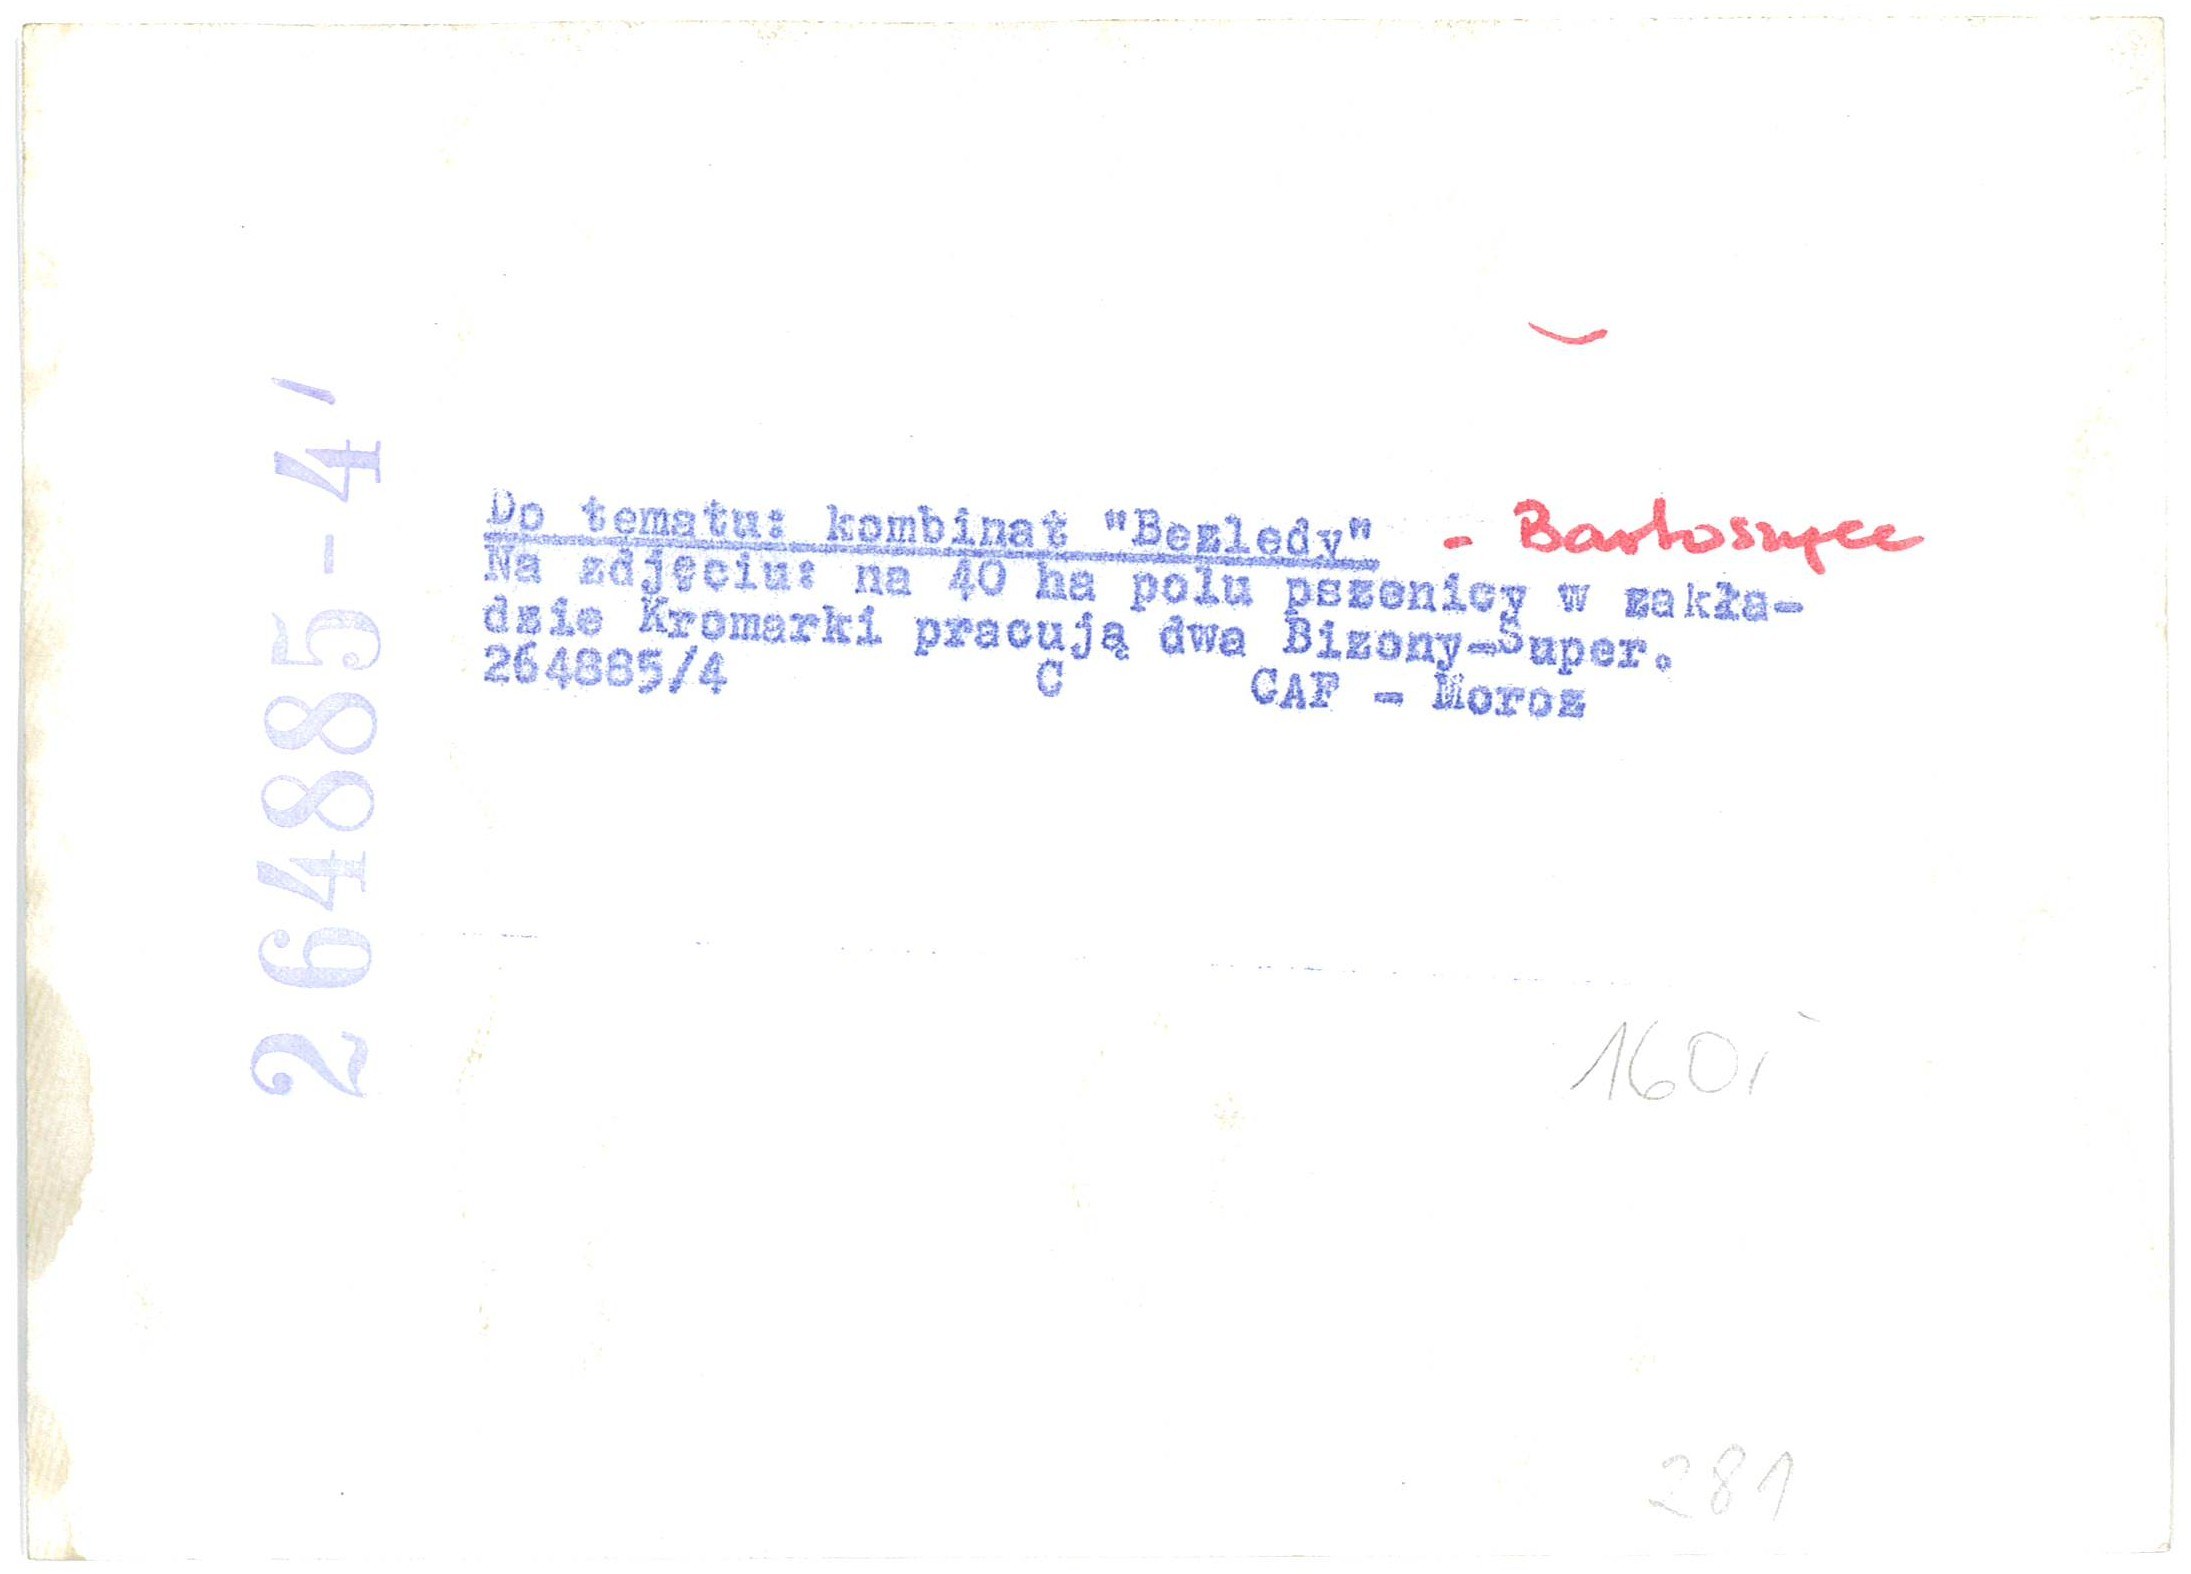 264885-4
Do tematu: kombinat "Bezledy" - Bartoszyce
Na zdjęciu: na 40 ha polu pszenicy w zakła-
dzie Kromarki pracują dwa Bizony-Super.
264885/4 C CAF - Moroz
281